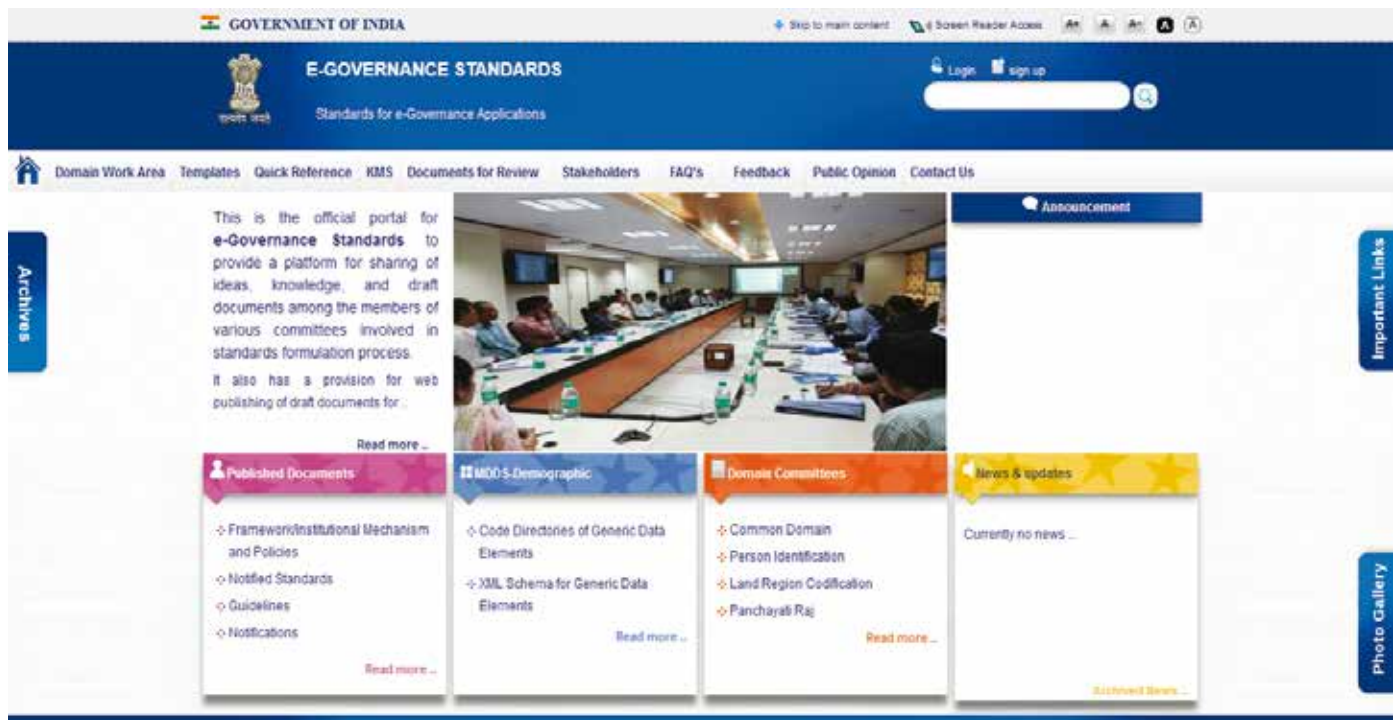 GOVERNMENT OF INDIA
Skip to main content
Screen Reader Access
A+ A A- A A
E-GOVERNANCE STANDARDS
Standards for e-Governance Applications
सत्यमेव जयते
Login sign up
Domain Work Area Templates Quick Reference KMS Documents for Review Stakeholders FAQ's Feedback Public Opinion Contact Us
Archives
This is the official portal for
e-Governance Standards to
provide a platform for sharing of
ideas, knowledge, and draft
documents among the members of
various committees involved in
standards formulation process.
It also has a provision for web
publishing of draft documents for ..
Read more ..
Announcement
Important Links
Published Documents
Framework/Institutional Mechanism
and Policies
Notified Standards
Guidelines
Notifications
Read more ..
MDDS-Demographic
Code Directories of Generic Data
Elements
XML Schema for Generic Data
Elements
Read more ..
Domain Committees
Common Domain
Person Identification
Land Region Codification
Panchayati Raj
Read more ..
News & updates
Currently no news ...
Archived News ...
Photo Gallery